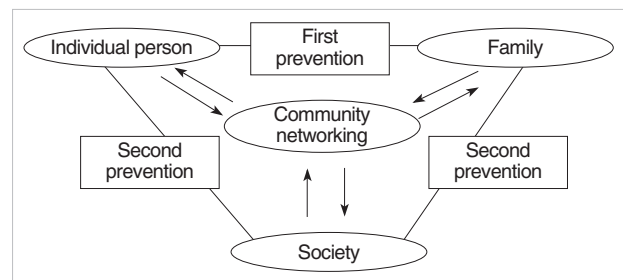 Individual person
First
prevention
Family
Community
networking
Second
prevention
Second
prevention
Society